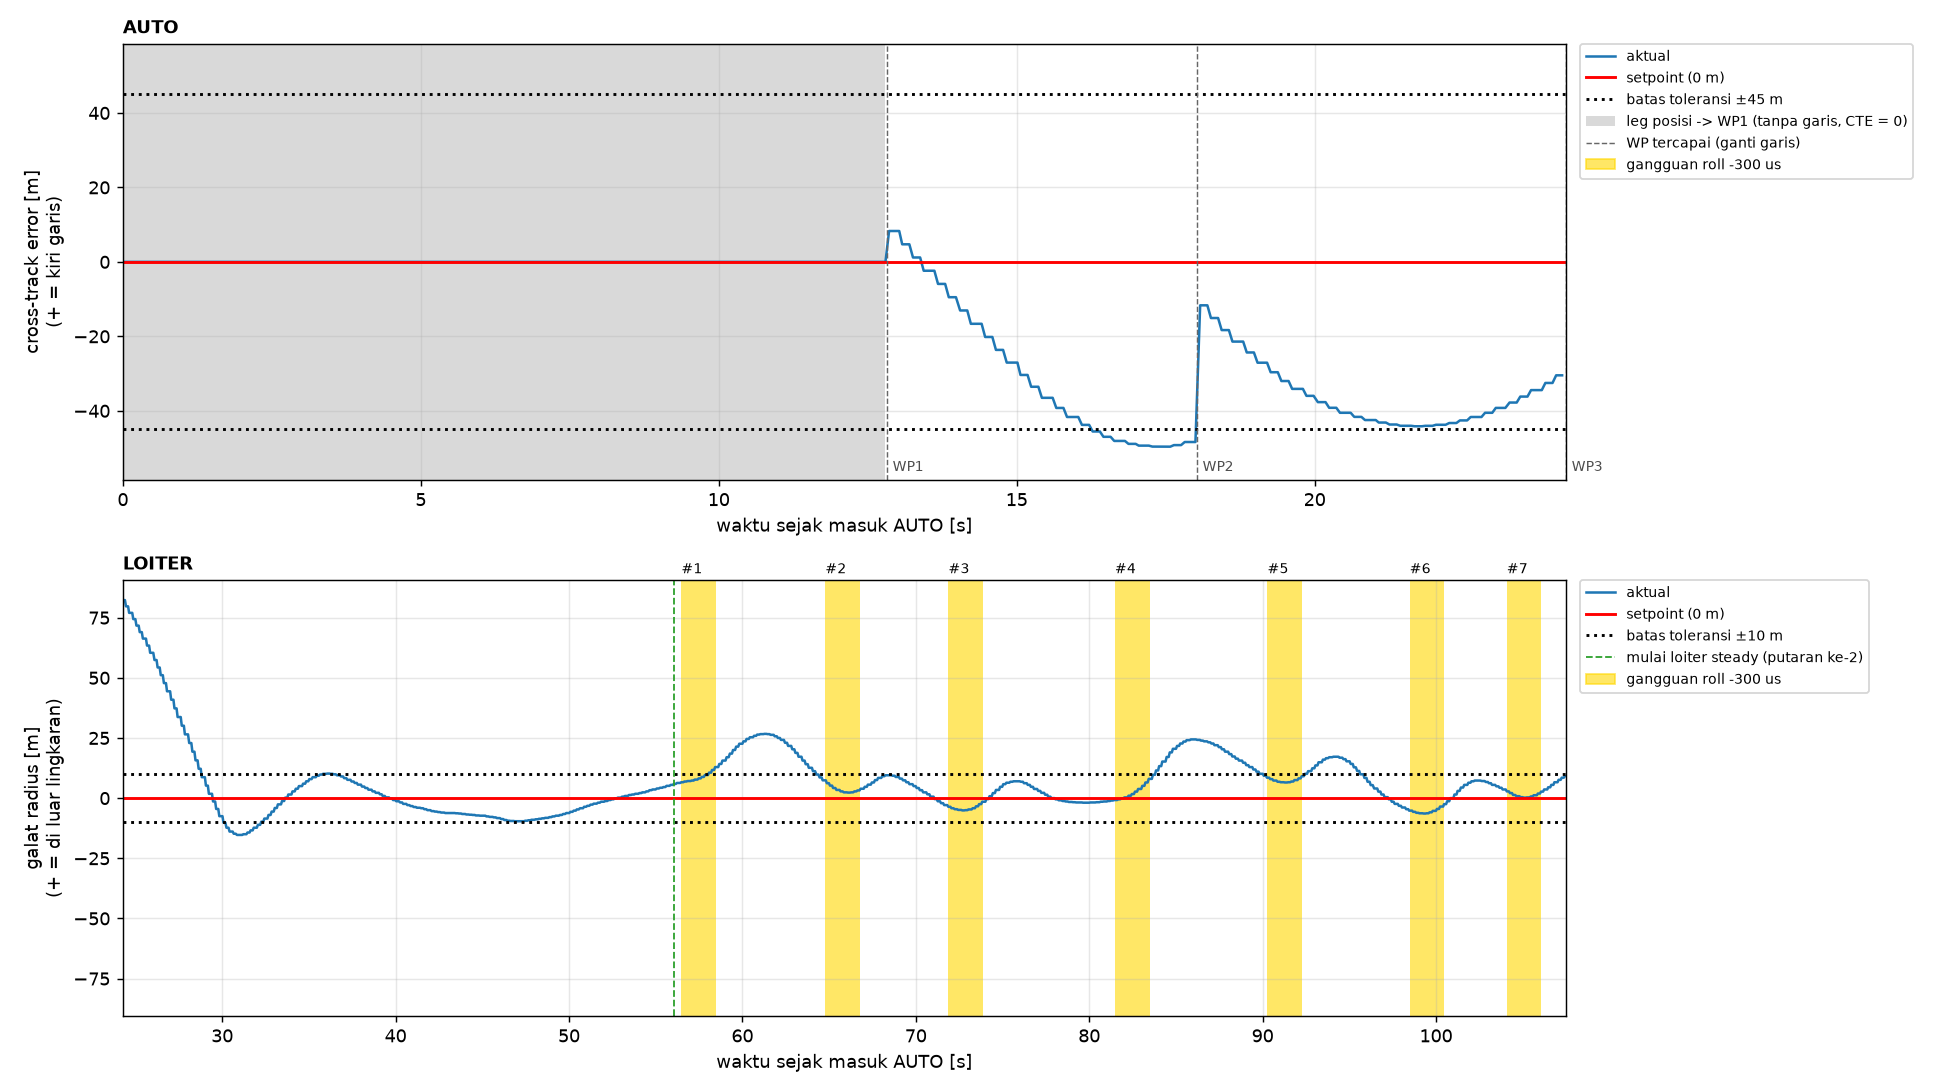 AUTO
cross-track error [m]
(+ = kiri garis)
40
20
0
−20
−40
WP1
WP2
WP3
0
5
10
15
20
waktu sejak masuk AUTO [s]
aktual
setpoint (0 m)
batas toleransi ±45 m
leg posisi -> WP1 (tanpa garis, CTE = 0)
WP tercapai (ganti garis)
gangguan roll -300 us
LOITER
#1
#2
#3
#4
#5
#6
#7
galat radius [m]
(+ = di luar lingkaran)
75
50
25
0
−25
−50
−75
30
40
50
60
70
80
90
100
waktu sejak masuk AUTO [s]
aktual
setpoint (0 m)
batas toleransi ±10 m
mulai loiter steady (putaran ke-2)
gangguan roll -300 us